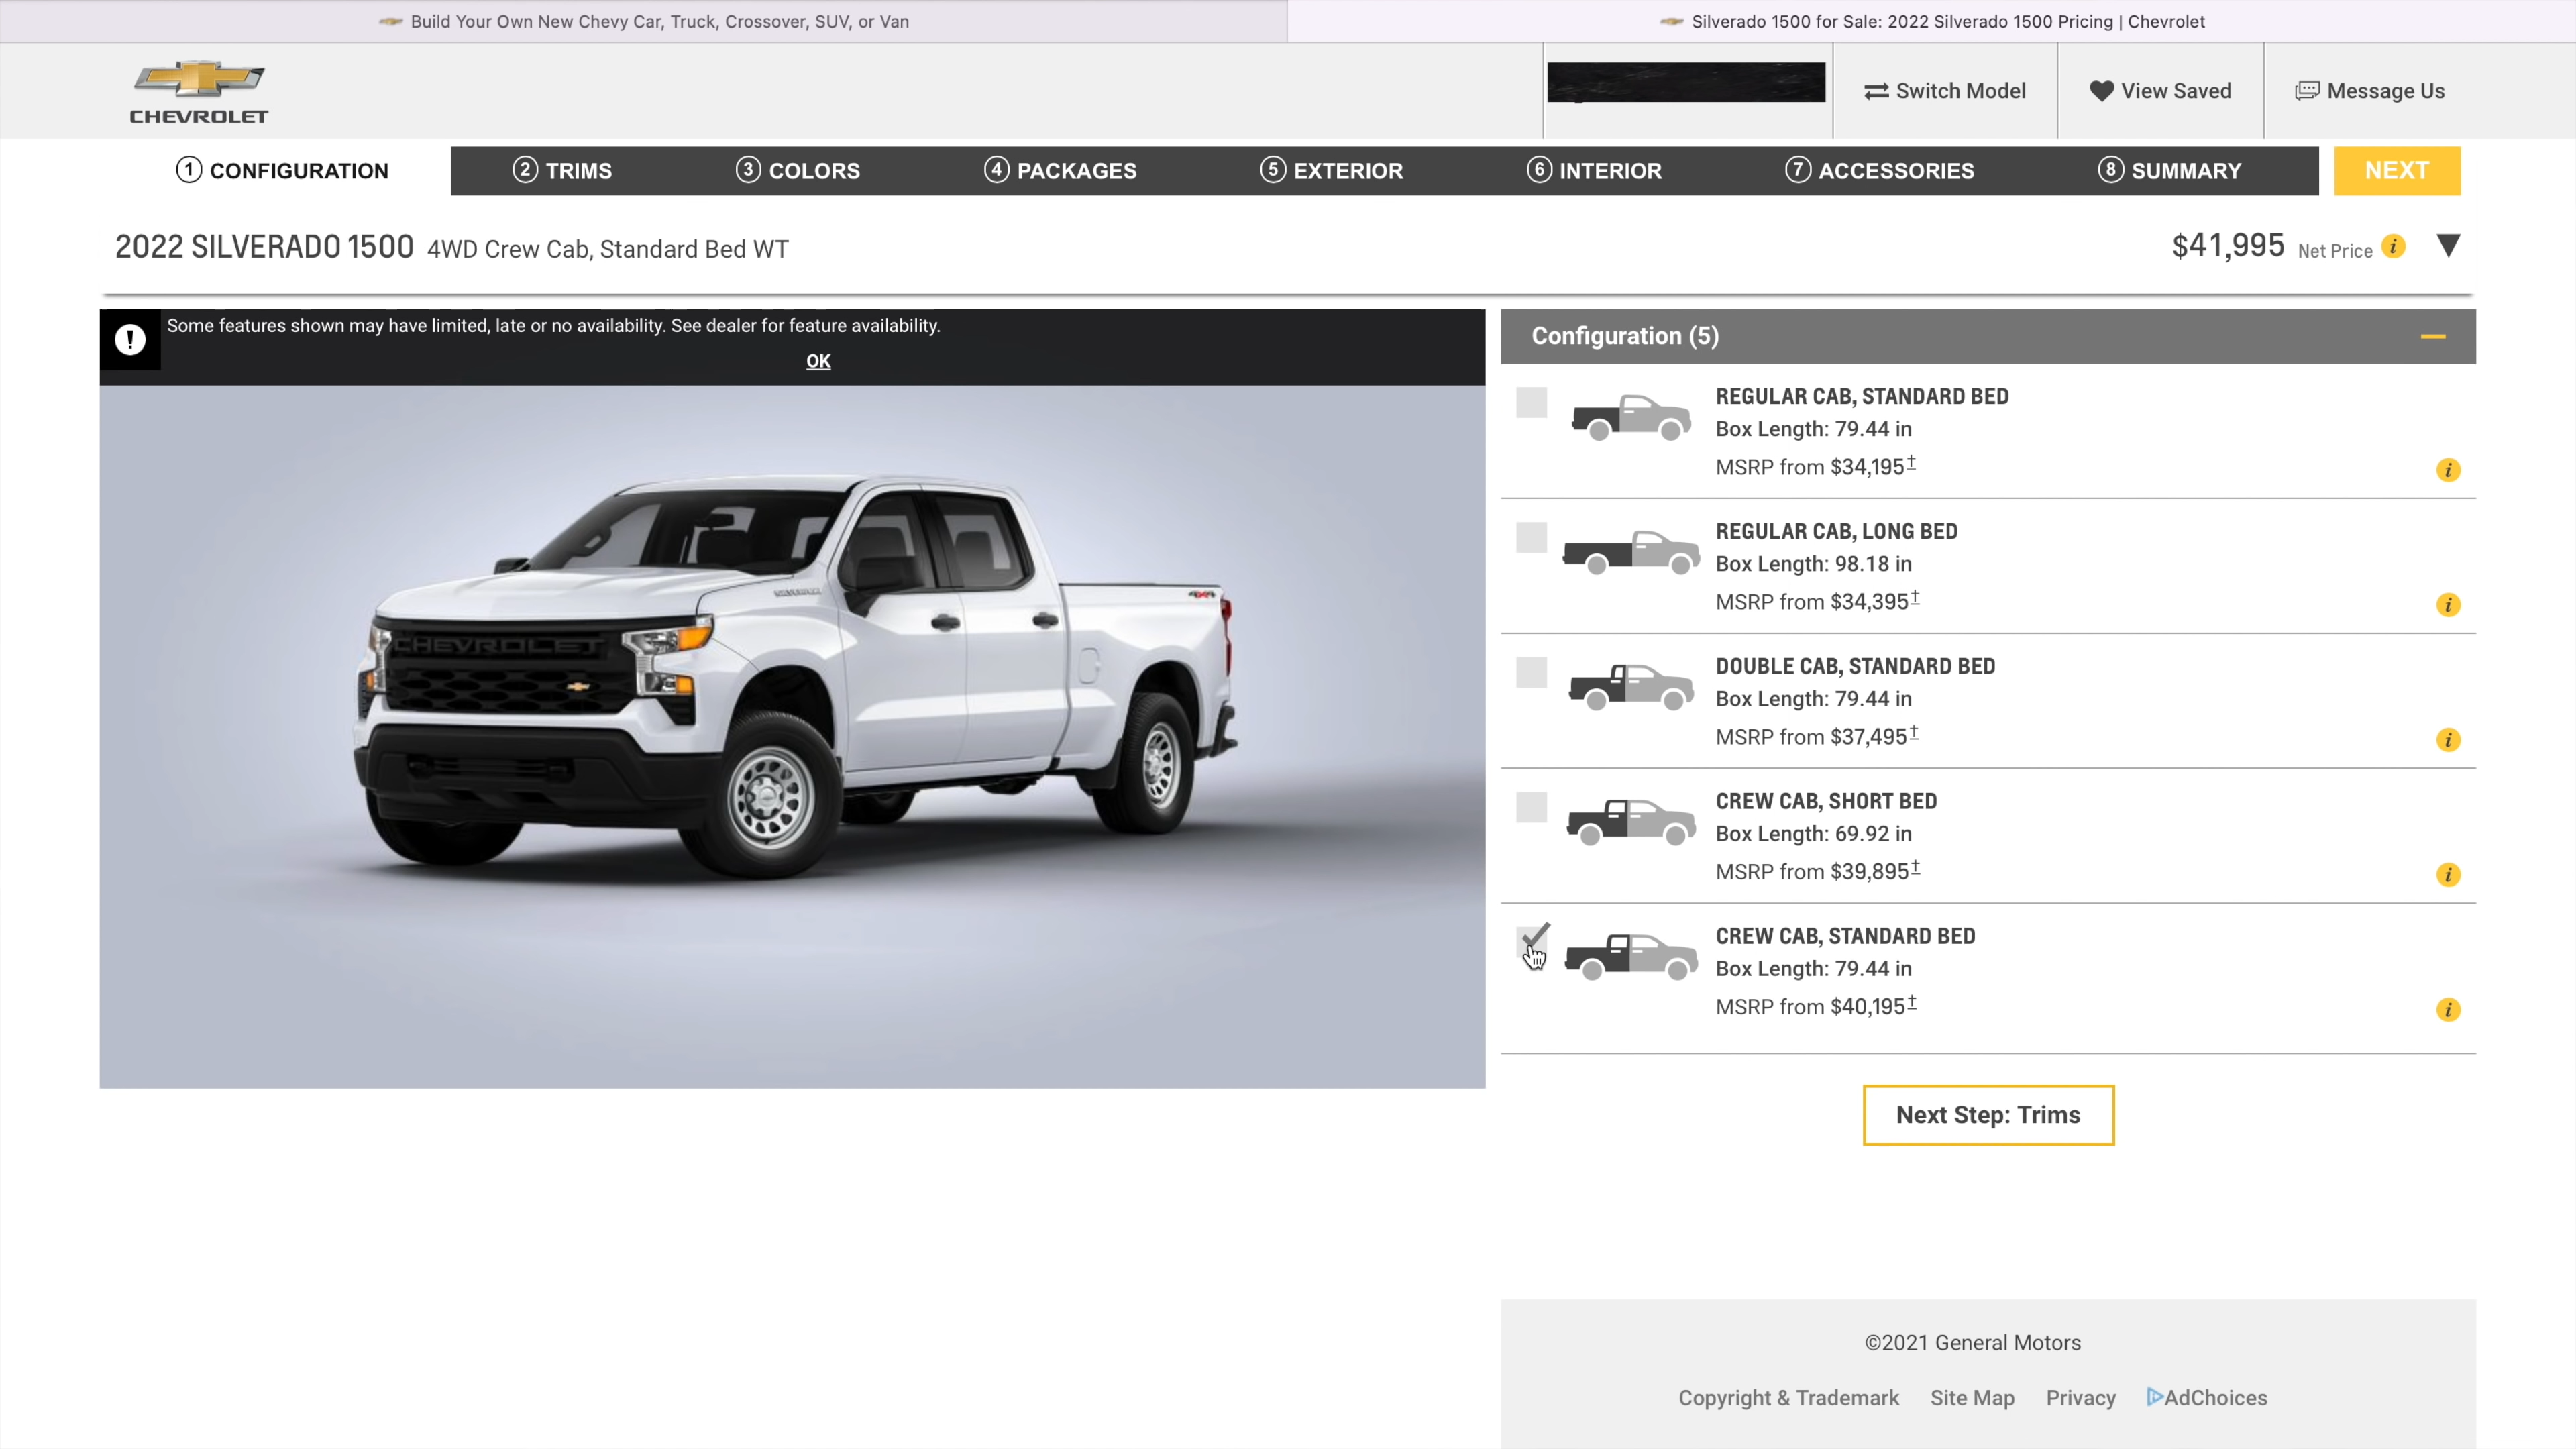 Build Your Own New Chevy Car, Truck, Crossover, SUV, or Van
Silverado 1500 for Sale: 2022 Silverado 1500 Pricing | Chevrolet
CHEVROLET
Switch Model
View Saved
Message Us
1 CONFIGURATION
2 TRIMS
3 COLORS
4 PACKAGES
5 EXTERIOR
6 INTERIOR
7 ACCESSORIES
8 SUMMARY
NEXT
2022 SILVERADO 1500 4WD Crew Cab, Standard Bed WT
$41,995 Net Price i
! Some features shown may have limited, late or no availability. See dealer for feature availability.
OK
SILVERADO
4X4
CHEVROLET
Configuration (5)
REGULAR CAB, STANDARD BED
Box Length: 79.44 in
MSRP from $34,195†
i
REGULAR CAB, LONG BED
Box Length: 98.18 in
MSRP from $34,395†
i
DOUBLE CAB, STANDARD BED
Box Length: 79.44 in
MSRP from $37,495†
i
CREW CAB, SHORT BED
Box Length: 69.92 in
MSRP from $39,895†
i
CREW CAB, STANDARD BED
Box Length: 79.44 in
MSRP from $40,195†
i
Next Step: Trims
©2021 General Motors
Copyright & Trademark Site Map Privacy AdChoices